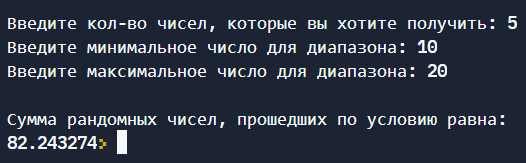 Введите кол-во чисел, которые вы хотите получить: 5
Введите минимальное число для диапазона: 10
Введите максимальное число для диапазона: 20
Сумма рандомных чисел, прошедших по условию равна:
82.243274>